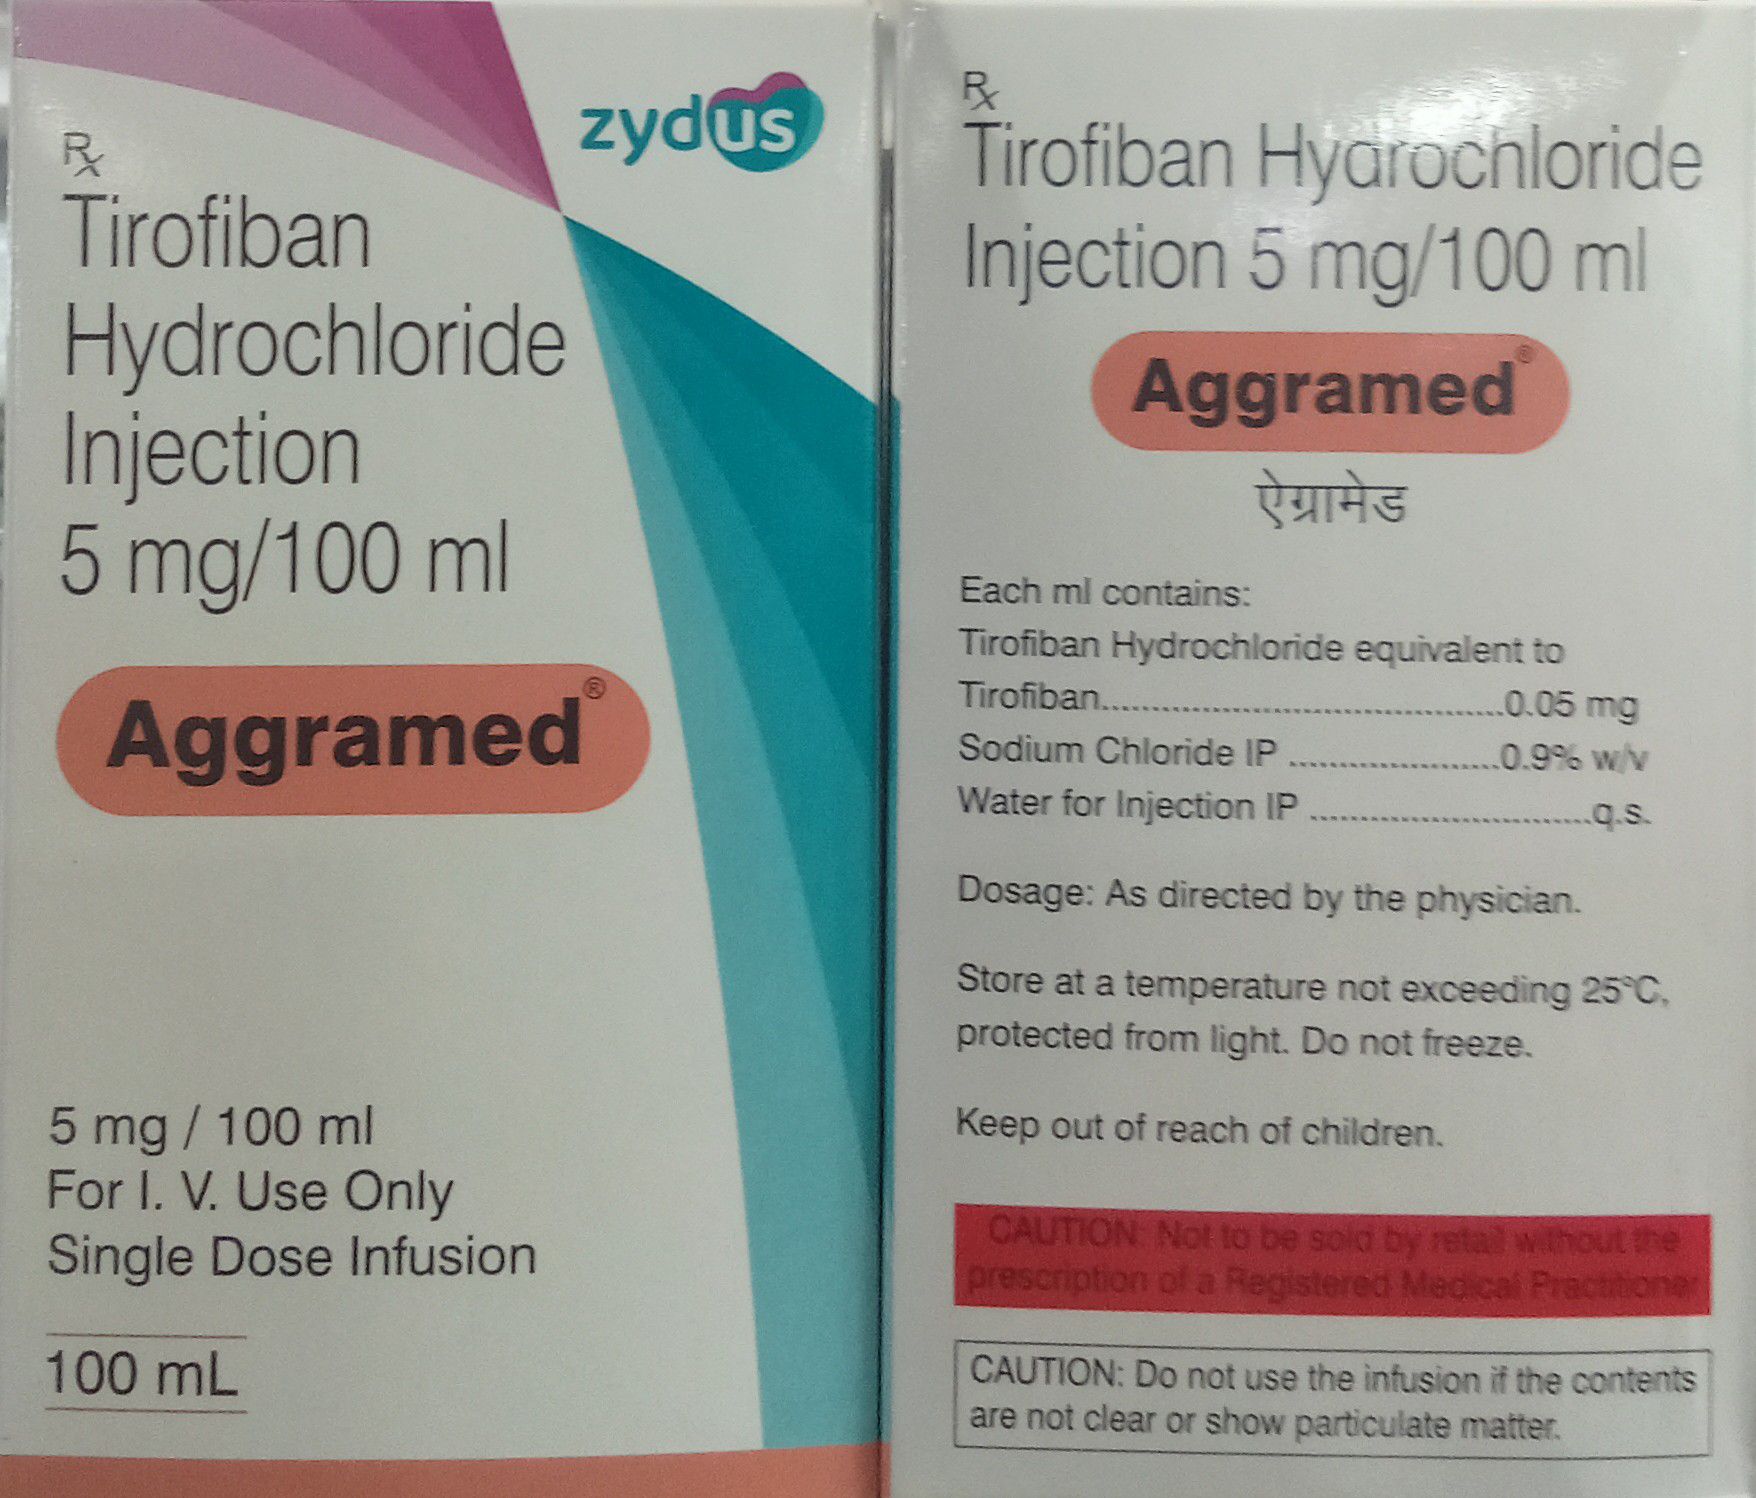 zydus
Rx
Tirofiban
Hydrochloride
Injection
5 mg/100 ml
Aggramed®
5 mg / 100 ml
For I. V. Use Only
Single Dose Infusion
100 mL
Rx
Tirofiban Hydrochloride
Injection 5 mg/100 ml
Aggramed®
ऐग्रामेड
Each ml contains:
Tirofiban Hydrochloride equivalent to
Tirofiban........................................0.05 mg
Sodium Chloride IP .....................0.9% w/v
Water for Injection IP ............................q.s.
Dosage: As directed by the physician.
Store at a temperature not exceeding 25°C,
protected from light. Do not freeze.
Keep out of reach of children.
CAUTION: Not to be sold by retail without the
prescription of a Registered Medical Practitioner
CAUTION: Do not use the infusion if the contents
are not clear or show particulate matter.